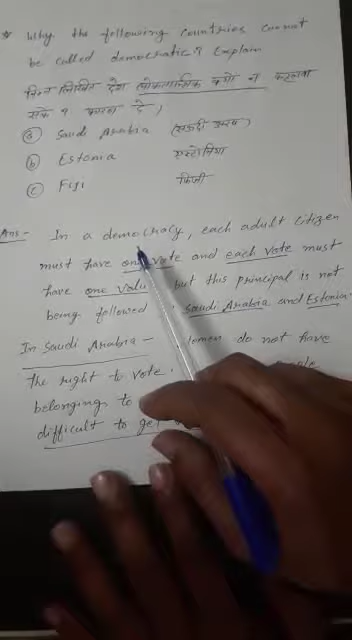 * Why the following countries cannot
be called democratic? Explain
निम्न लिखित देश लोकतान्त्रिक क्यों न कहलाया
सके ? कारण दे।
(a) Saudi Arabia (सऊदी अरब)
(b) Estonia एस्टोनिया
(c) Fiji फिजी
Ans- In a democracy, each adult citizen
must have one vote and each vote must
have one valu but this principal is not
being followed Saudi Arabia and Estonia.
In Saudi Arabia - women do not have
the right to vote.
belonging to
difficult to get